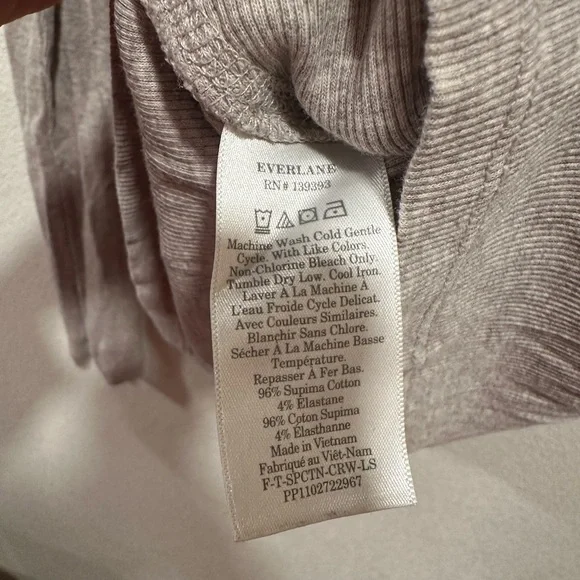 EVERLANE
RN# 139393
Machine Wash Cold Gentle
Cycle. With Like Colors.
Non-Chlorine Bleach Only.
Tumble Dry Low. Cool Iron.
Laver À La Machine À
L'eau Froide Cycle Delicat.
Avec Couleurs Similaires.
Blanchir Sans Chlore.
Sécher À La Machine Basse
Température.
Repasser À Fer Bas.
96% Supima Cotton
4% Elastane
96% Coton Supima
4% Elasthanne
Made in Vietnam
Fabriqué au Viêt-Nam
F-T-SPCTN-CRW-LS
PP1102722967